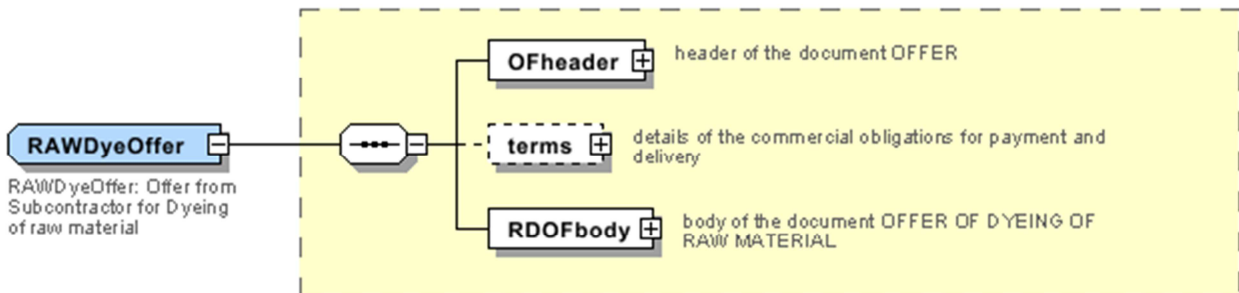 OFheader
header of the document OFFER
RAWDyeOffer
terms
details of the commercial obligations for payment and
delivery
RAWDyeOffer: Offer from
Subcontractor for Dyeing
of raw material
RDOFbody
body of the document OFFER OF DYEING OF
RAW MATERIAL